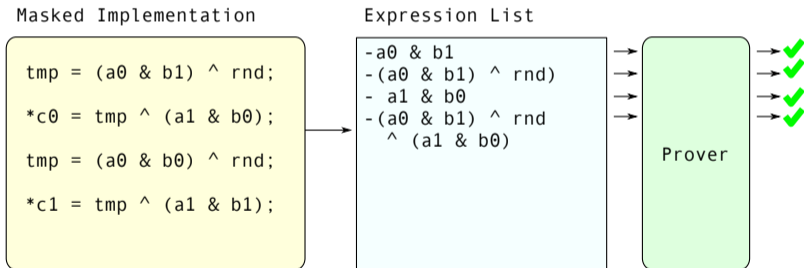 Masked Implementation
tmp = (a0 & b1) ^ rnd;
*c0 = tmp ^ (a1 & b0);
tmp = (a0 & b0) ^ rnd;
*c1 = tmp ^ (a1 & b1);
Expression List
-a0 & b1
-(a0 & b1) ^ rnd)
- a1 & b0
-(a0 & b1) ^ rnd
^ (a1 & b0)
Prover